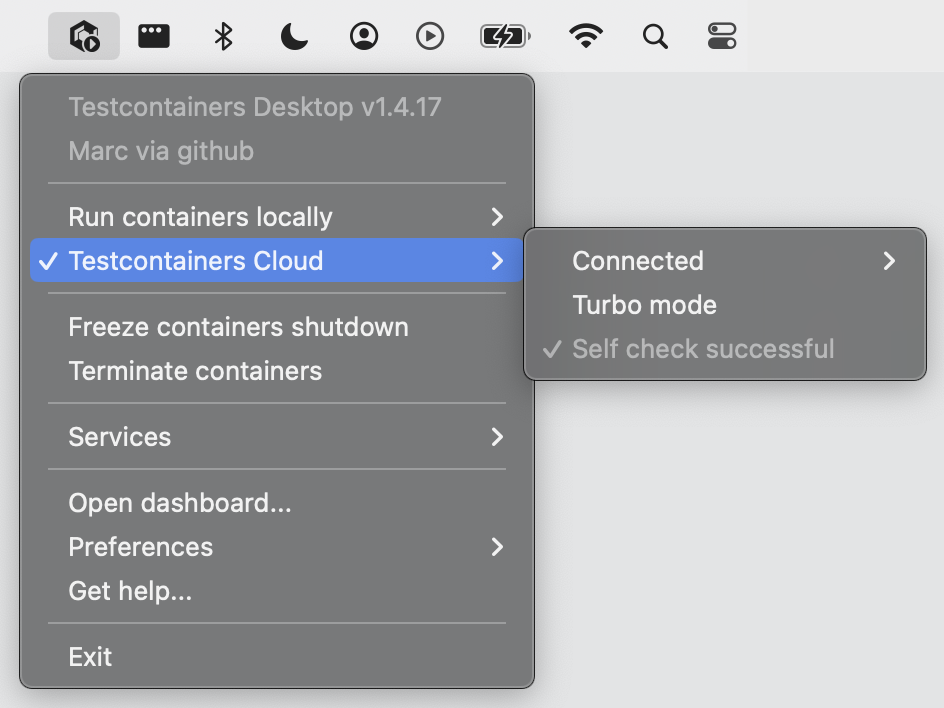 Testcontainers Desktop v1.4.17
Marc via github
Run containers locally
Testcontainers Cloud
Freeze containers shutdown
Terminate containers
Services
Open dashboard...
Preferences
Get help...
Exit
Connected
Turbo mode
Self check successful